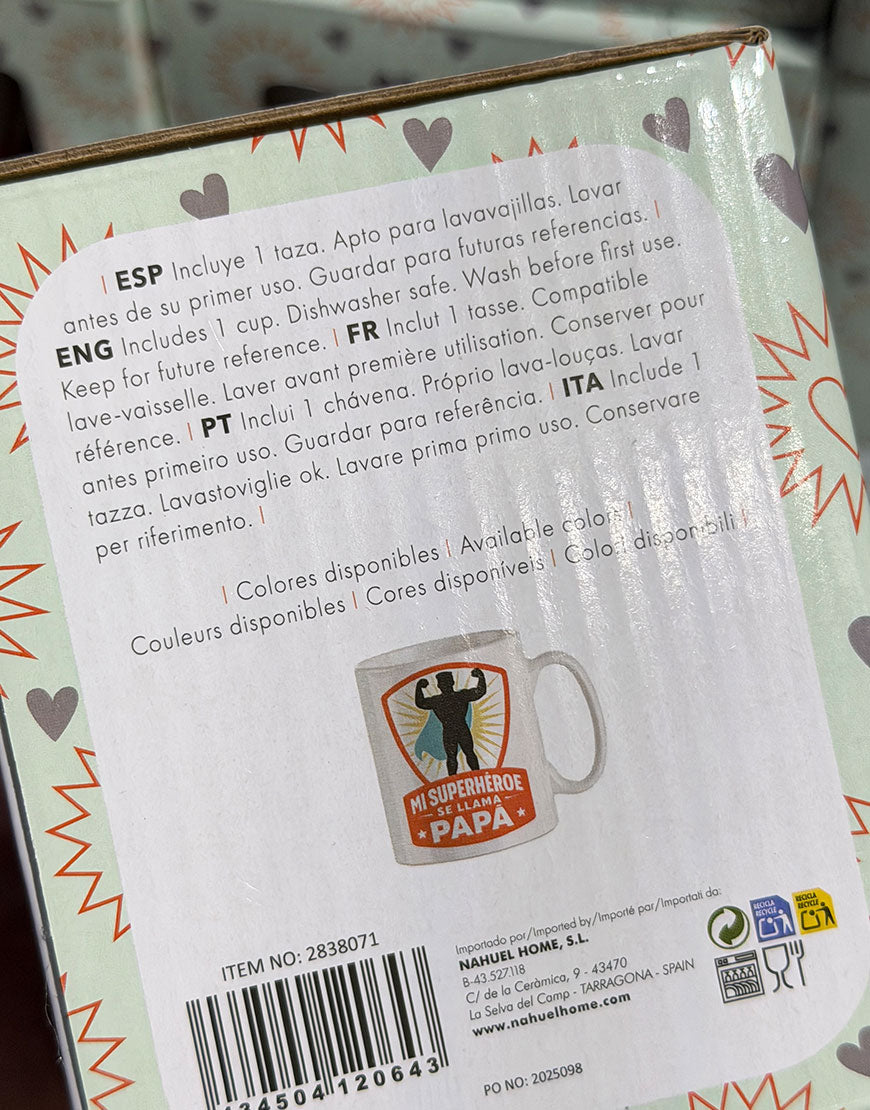 | ESP Incluye 1 taza. Apto para lavavajillas. Lavar
antes de su primer uso. Guardar para futuras referencias. |
ENG Includes 1 cup. Dishwasher safe. Wash before first use.
Keep for future reference. | FR Inclut 1 tasse. Compatible
lave-vaisselle. Laver avant première utilisation. Conserver pour
référence. | PT Inclui 1 chávena. Próprio lava-louças. Lavar
antes primeiro uso. Guardar para referência. | ITA Include 1
tazza. Lavastoviglie ok. Lavare prima primo uso. Conservare
per riferimento. |
| Colores disponibles | Available colors |
Couleurs disponibles | Cores disponíveis | Colori disponibili |
MI SUPERHÉROE
SE LLAMA
PAPÁ
ITEM NO: 2838071
34504 120643
Importado por/Imported by/Importé par/Importati da:
NAHUEL HOME, S.L.
B-43.527.118
C/ de la Ceràmica, 9 - 43470
La Selva del Camp - TARRAGONA - SPAIN
www.nahuelhome.com
RECICLA
RECYCLE
RECICLA
RECYCLE
PO NO: 2025098